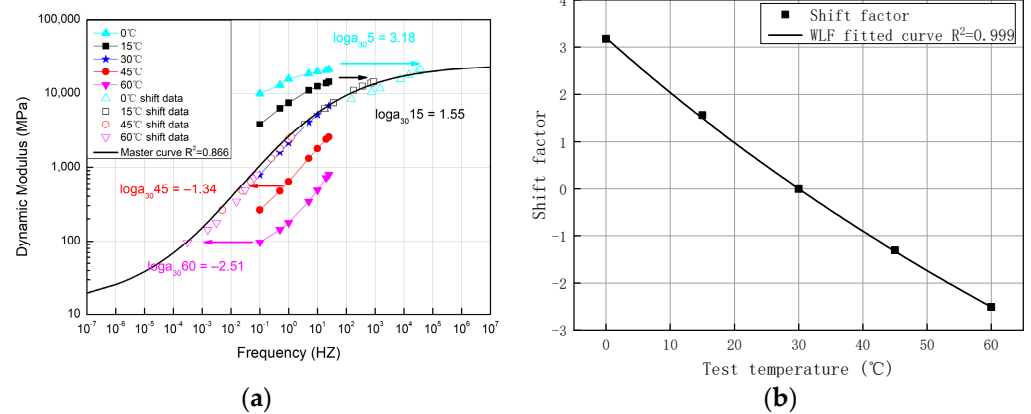 100,000
10,000
1,000
100
10
Dynamic Modulus (MPa)
0℃
15℃
30℃
45℃
60℃
0℃ shift data
15℃ shift data
45℃ shift data
60℃ shift data
Master curve R²=0.866
loga₃₀5 = 3.18
loga₃₀15 = 1.55
loga₃₀45 = −1.34
loga₃₀60 = −2.51
10⁻⁷ 10⁻⁶ 10⁻⁵ 10⁻⁴ 10⁻³ 10⁻² 10⁻¹ 10⁰ 10¹ 10² 10³ 10⁴ 10⁵ 10⁶ 10⁷
Frequency (HZ)
(a)
4
3
2
1
0
-1
-2
-3
Shift factor
Shift factor
WLF fitted curve R²=0.999
0 10 20 30 40 50 60
Test temperature (℃)
(b)